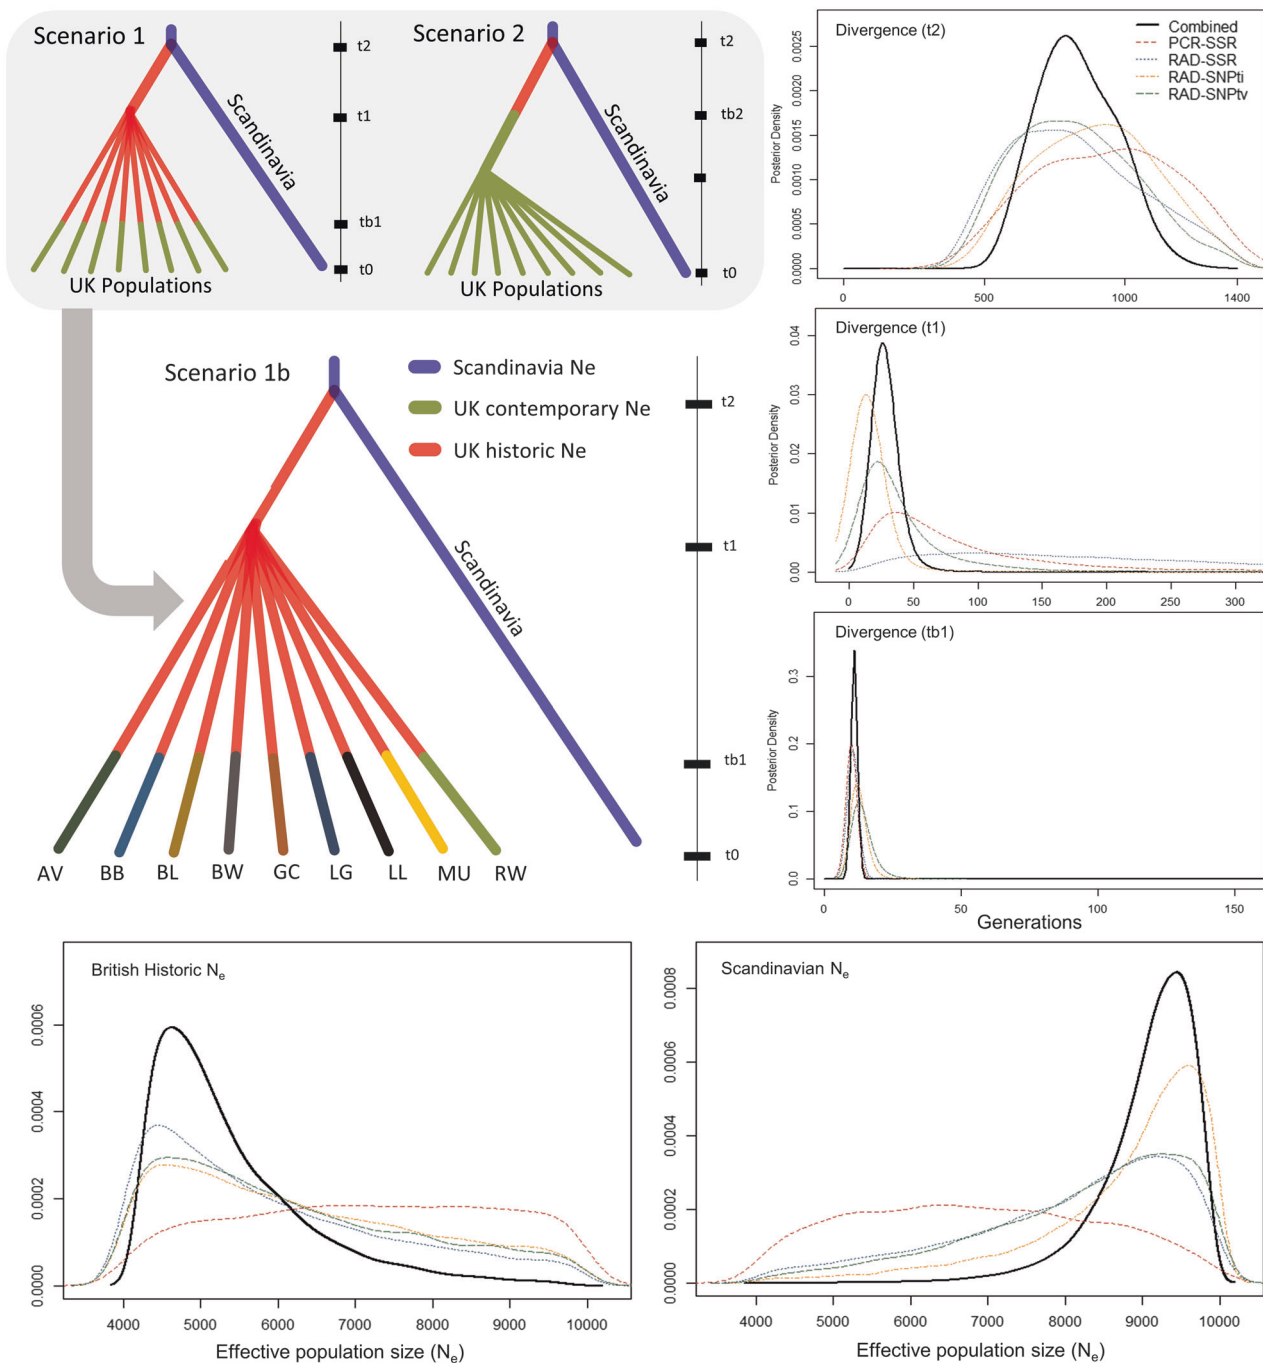 Scenario 1
t2
t1
tb1
t0
Scandinavia
UK Populations
Scenario 2
t2
tb2
t0
Scandinavia
UK Populations
Divergence (t2)
Combined
PCR-SSR
RAD-SSR
RAD-SNPti
RAD-SNPtv
Posterior Density
0.0000
0.0005
0.0010
0.0015
0.0020
0.0025
0
500
1000
1400
Scenario 1b
Scandinavia Ne
UK contemporary Ne
UK historic Ne
t2
t1
tb1
t0
Scandinavia
AV
BB
BL
BW
GC
LG
LL
MU
RW
Divergence (t1)
Posterior Density
0.00
0.01
0.02
0.03
0.04
0
50
100
150
200
250
300
Divergence (tb1)
Posterior Density
0.0
0.1
0.2
0.3
0
50
100
150
Generations
British Historic Ne
0.0000
0.0002
0.0004
0.0006
4000
5000
6000
7000
8000
9000
10000
Effective population size (Ne)
Scandinavian Ne
0.0000
0.0002
0.0004
0.0006
0.0008
4000
5000
6000
7000
8000
9000
10000
Effective population size (Ne)